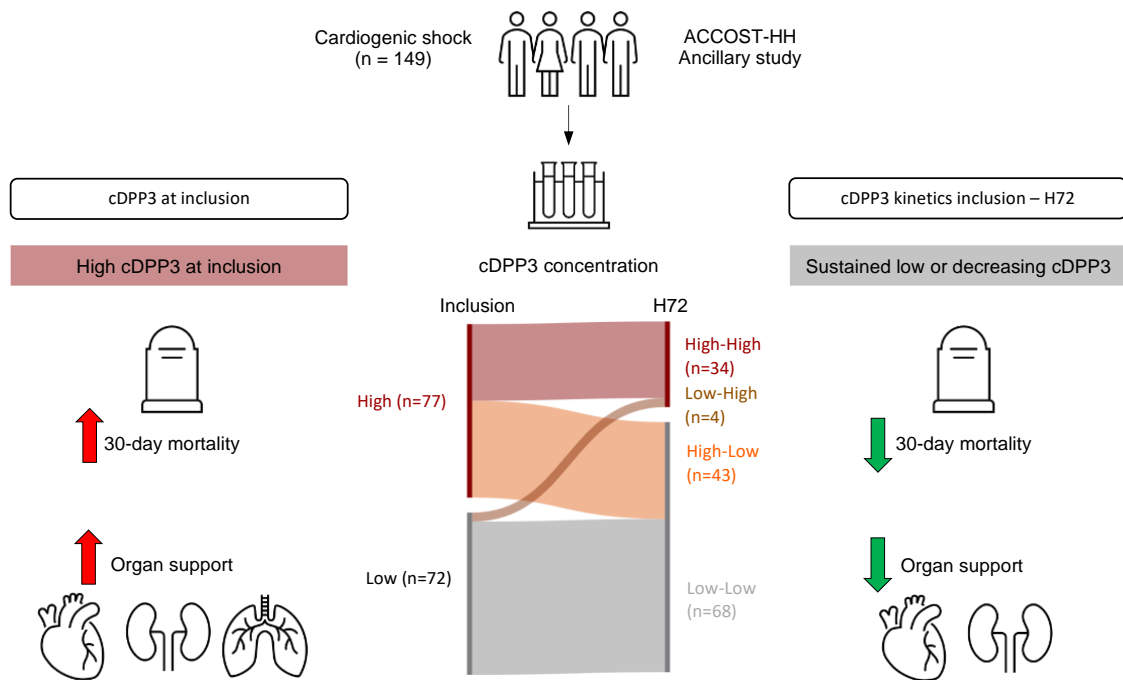 Cardiogenic shock
(n = 149)
ACCOST-HH
Ancillary study
cDPP3 at inclusion
High cDPP3 at inclusion
30-day mortality
Organ support
cDPP3 concentration
Inclusion
H72
High (n=77)
Low (n=72)
High-High
(n=34)
Low-High
(n=4)
High-Low
(n=43)
Low-Low
(n=68)
cDPP3 kinetics inclusion – H72
Sustained low or decreasing cDPP3
30-day mortality
Organ support